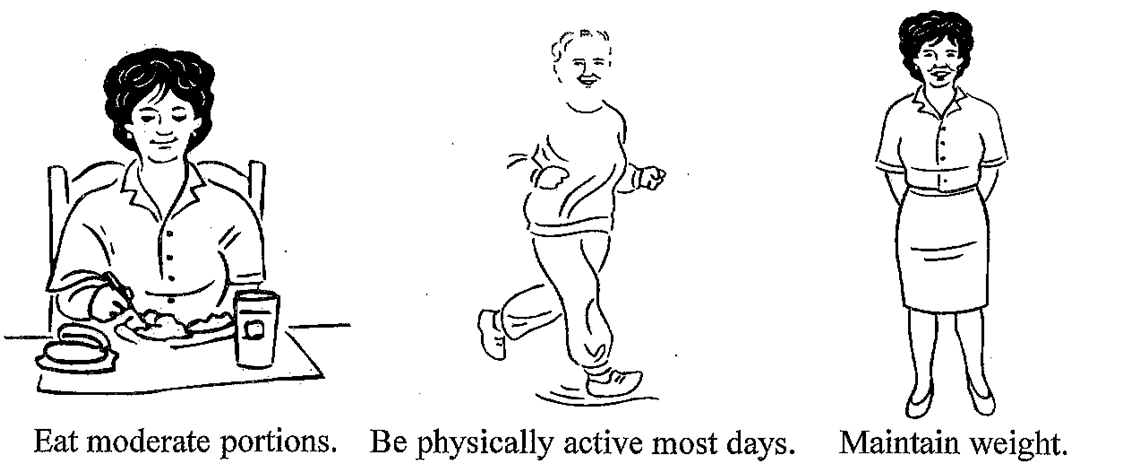 Eat moderate portions. Be physically active most days. Maintain weight.